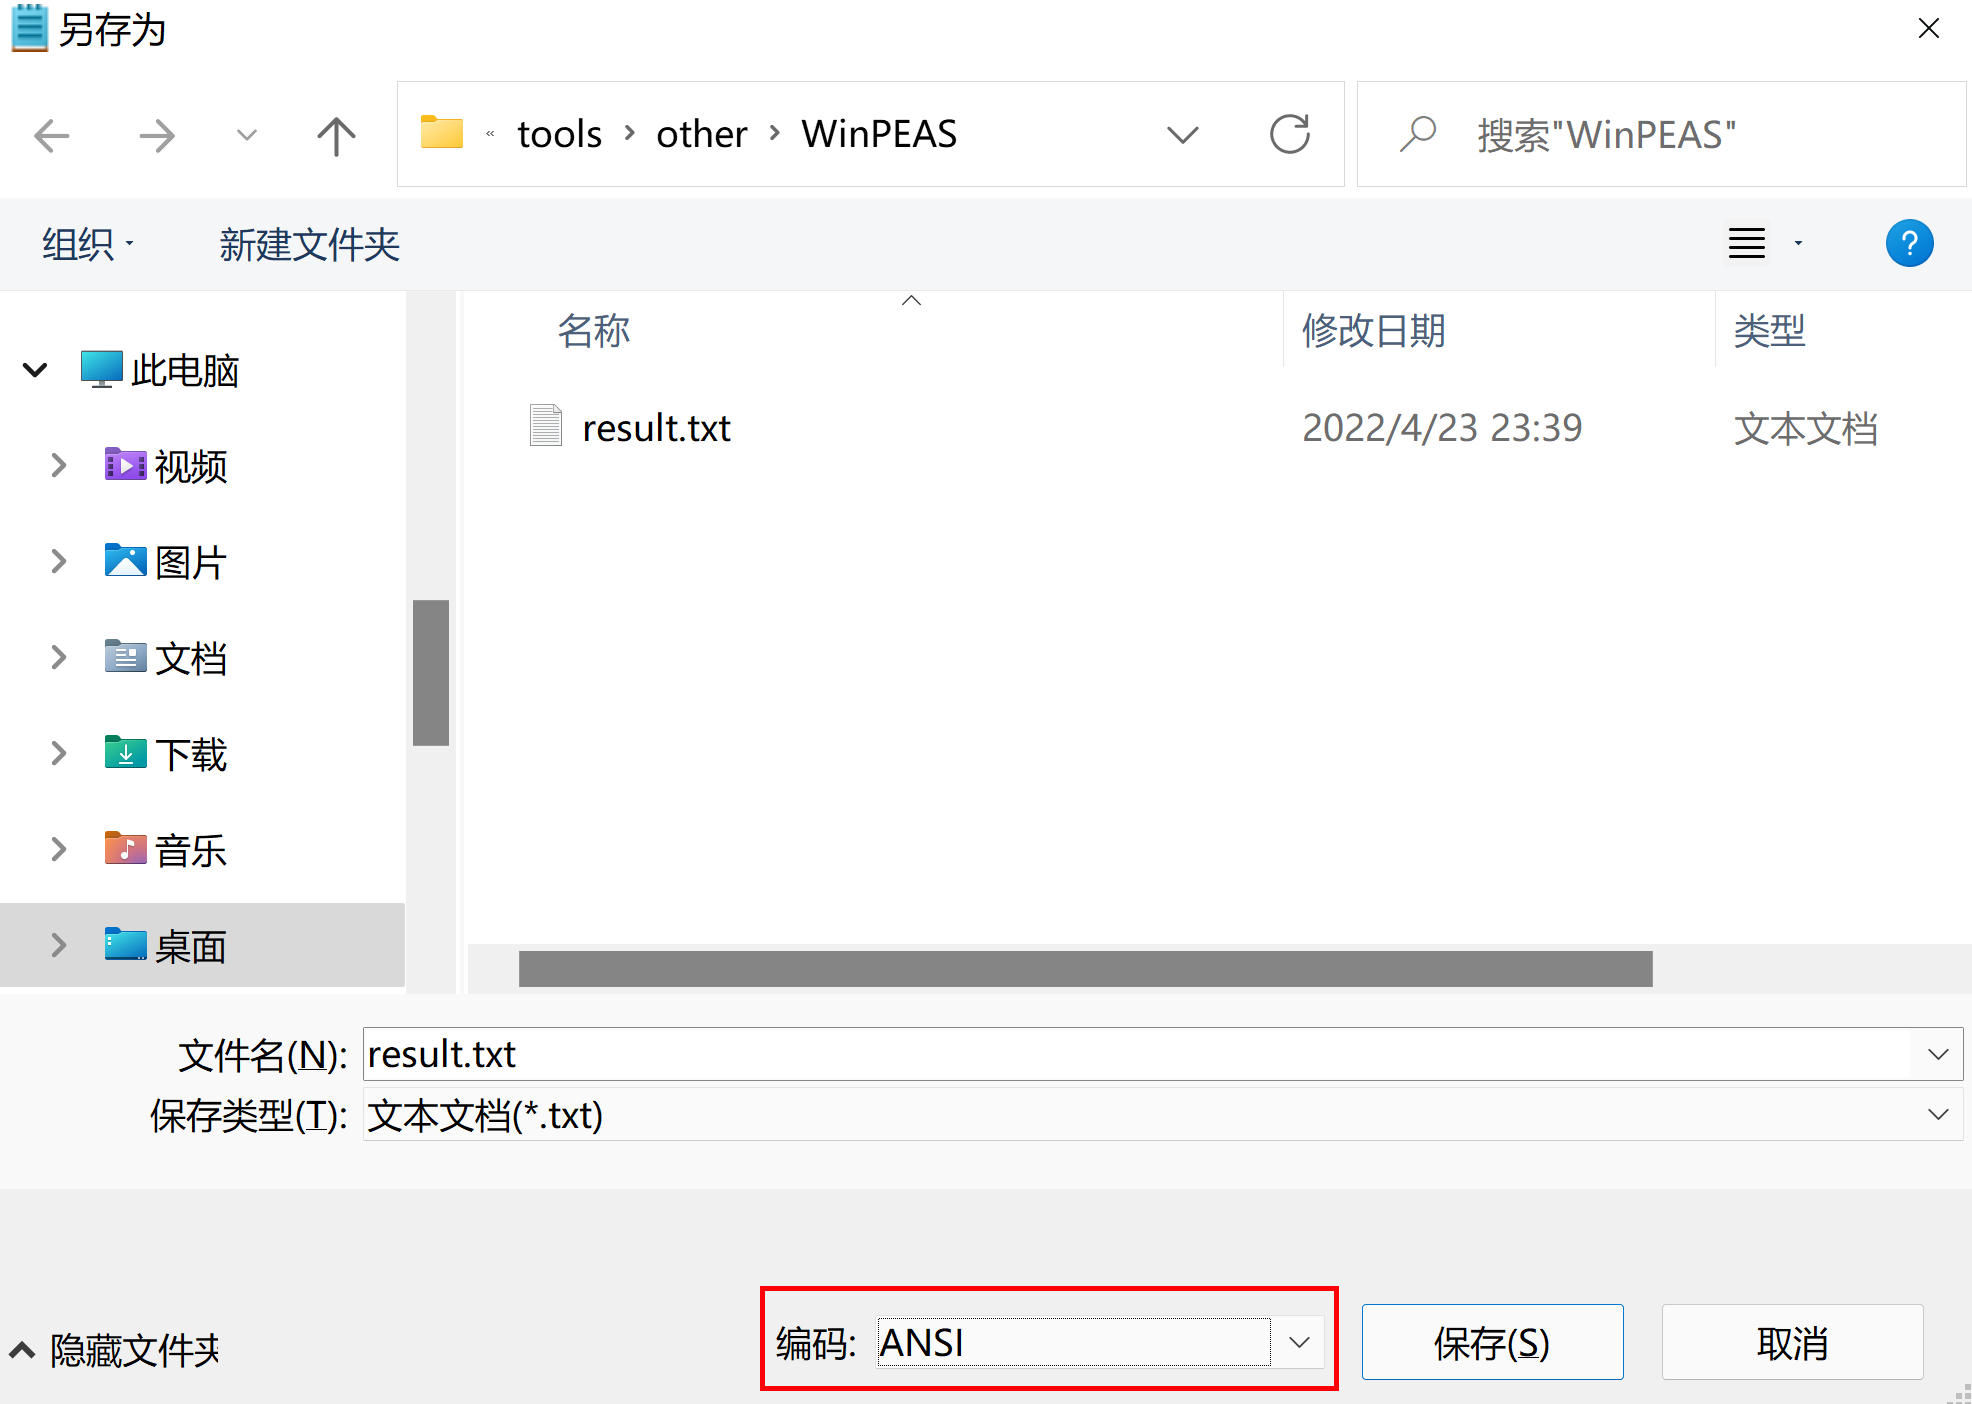 另存为
« tools › other › WinPEAS
搜索"WinPEAS"
组织
新建文件夹
?
名称
修改日期
类型
result.txt
2022/4/23 23:39
文本文档
此电脑
视频
图片
文档
下载
音乐
桌面
文件名(N): result.txt
保存类型(T): 文本文档(*.txt)
隐藏文件夹
编码: ANSI
保存(S)
取消